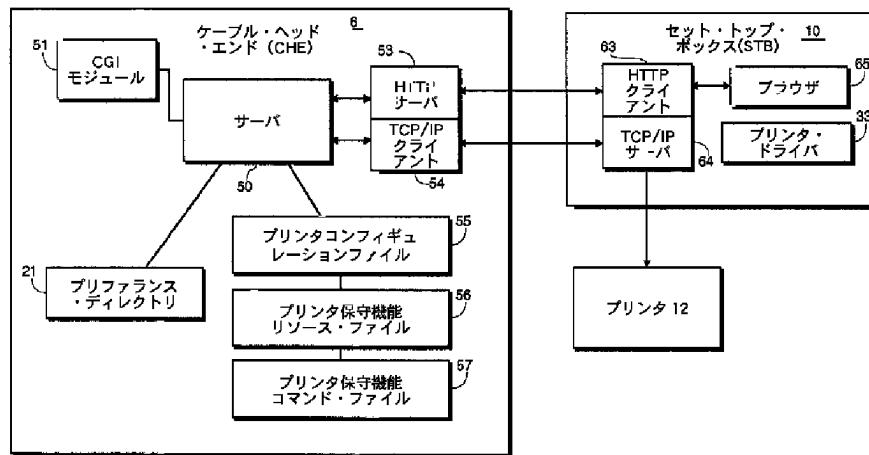 ケーブル・ヘッド
・エンド (CHE)
6
51
CGI
モジュール
サーバ
50
53
HTTP
サーバ
TCP/IP
クライ
アント
54
55
プリンタコンフィギュ
レーションファイル
21
プリファランス
・ディレクトリ
プリンタ保守機能
リソース・ファイル
56
プリンタ保守機能
コマンド・ファイル
57
セット・トップ・
ボックス(STB)
10
63
HTTP
クライ
アント
ブラウザ
65
TCP/IP
サーバ
64
プリンタ・
ドライバ
33
プリンタ 12